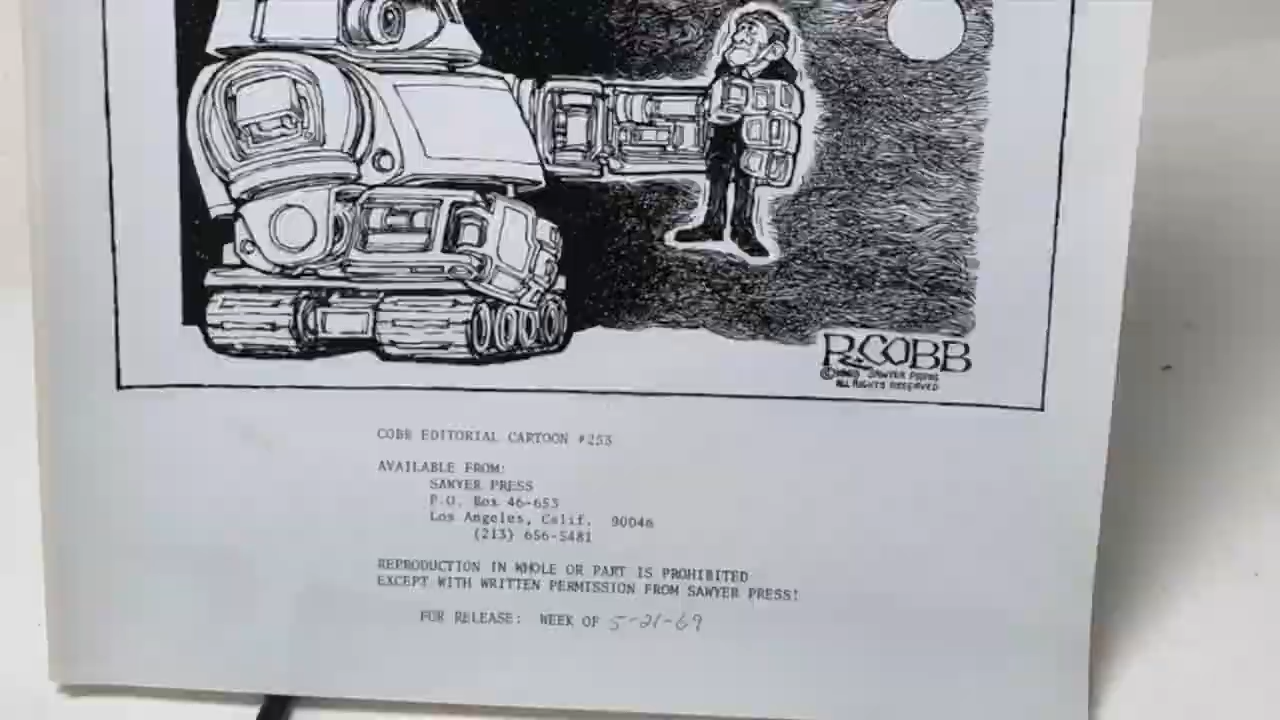 R. COBB
ALL RIGHTS RESERVED
COBB EDITORIAL CARTOON #253
AVAILABLE FROM:
SAWYER PRESS
P.O. Box 46-653
Los Angeles, Calif. 90046
(213) 656-5481
REPRODUCTION IN WHOLE OR PART IS PROHIBITED
EXCEPT WITH WRITTEN PERMISSION FROM SAWYER PRESS!
FOR RELEASE: WEEK OF 5-21-69